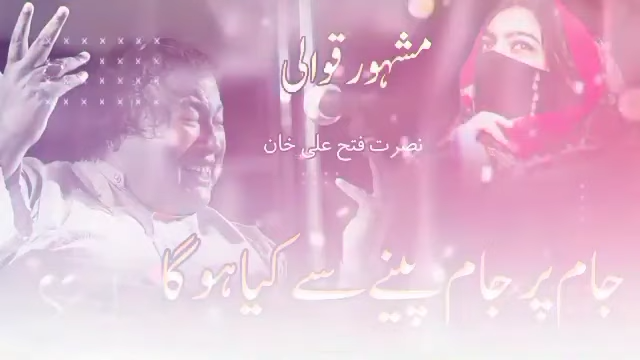 مشہور قوالی
نصرت فتح علی خان
جام پر جام پینے سے کیا ہوگا